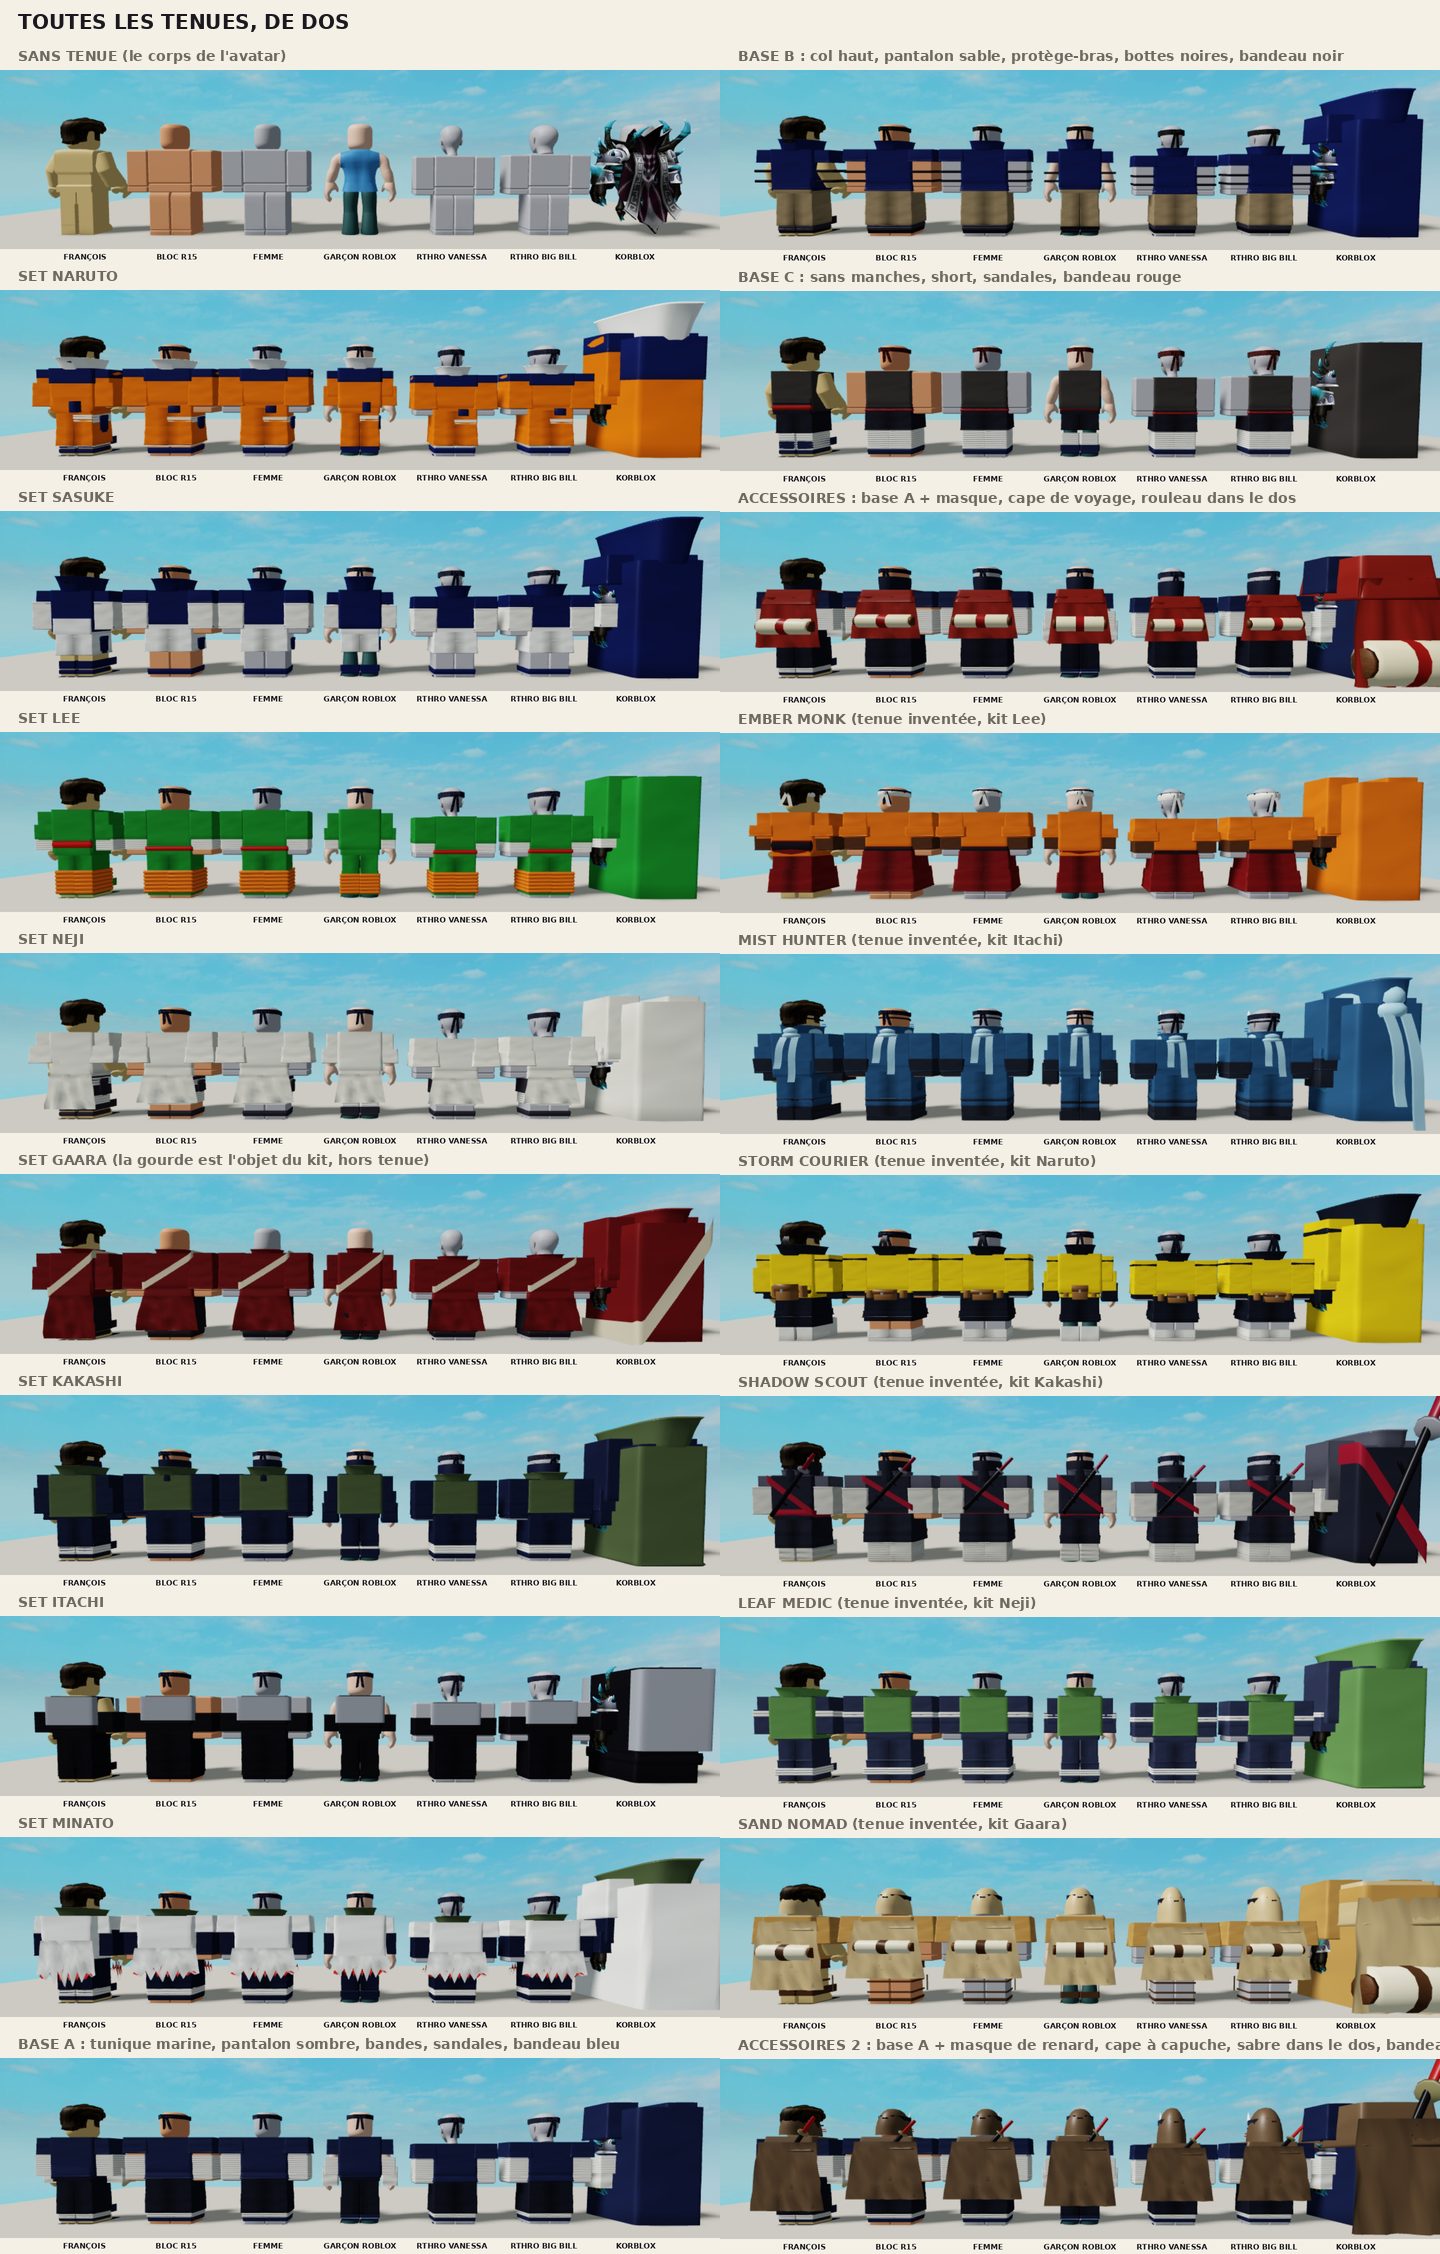 TOUTES LES TENUES, DE DOS
SANS TENUE (le corps de l'avatar)
FRANÇOIS BLOC R15 FEMME GARÇON ROBLOX RTHRO VANESSA RTHRO BIG BILL KORBLOX
SET NARUTO
FRANÇOIS BLOC R15 FEMME GARÇON ROBLOX RTHRO VANESSA RTHRO BIG BILL KORBLOX
SET SASUKE
FRANÇOIS BLOC R15 FEMME GARÇON ROBLOX RTHRO VANESSA RTHRO BIG BILL KORBLOX
SET LEE
FRANÇOIS BLOC R15 FEMME GARÇON ROBLOX RTHRO VANESSA RTHRO BIG BILL KORBLOX
SET NEJI
FRANÇOIS BLOC R15 FEMME GARÇON ROBLOX RTHRO VANESSA RTHRO BIG BILL KORBLOX
SET GAARA (la gourde est l'objet du kit, hors tenue)
FRANÇOIS BLOC R15 FEMME GARÇON ROBLOX RTHRO VANESSA RTHRO BIG BILL KORBLOX
SET KAKASHI
FRANÇOIS BLOC R15 FEMME GARÇON ROBLOX RTHRO VANESSA RTHRO BIG BILL KORBLOX
SET ITACHI
FRANÇOIS BLOC R15 FEMME GARÇON ROBLOX RTHRO VANESSA RTHRO BIG BILL KORBLOX
SET MINATO
FRANÇOIS BLOC R15 FEMME GARÇON ROBLOX RTHRO VANESSA RTHRO BIG BILL KORBLOX
BASE A : tunique marine, pantalon sombre, bandes, sandales, bandeau bleu
FRANÇOIS BLOC R15 FEMME GARÇON ROBLOX RTHRO VANESSA RTHRO BIG BILL KORBLOX
BASE B : col haut, pantalon sable, protège-bras, bottes noires, bandeau noir
FRANÇOIS BLOC R15 FEMME GARÇON ROBLOX RTHRO VANESSA RTHRO BIG BILL KORBLOX
BASE C : sans manches, short, sandales, bandeau rouge
FRANÇOIS BLOC R15 FEMME GARÇON ROBLOX RTHRO VANESSA RTHRO BIG BILL KORBLOX
ACCESSOIRES : base A + masque, cape de voyage, rouleau dans le dos
FRANÇOIS BLOC R15 FEMME GARÇON ROBLOX RTHRO VANESSA RTHRO BIG BILL KORBLOX
EMBER MONK (tenue inventée, kit Lee)
FRANÇOIS BLOC R15 FEMME GARÇON ROBLOX RTHRO VANESSA RTHRO BIG BILL KORBLOX
MIST HUNTER (tenue inventée, kit Itachi)
FRANÇOIS BLOC R15 FEMME GARÇON ROBLOX RTHRO VANESSA RTHRO BIG BILL KORBLOX
STORM COURIER (tenue inventée, kit Naruto)
FRANÇOIS BLOC R15 FEMME GARÇON ROBLOX RTHRO VANESSA RTHRO BIG BILL KORBLOX
SHADOW SCOUT (tenue inventée, kit Kakashi)
FRANÇOIS BLOC R15 FEMME GARÇON ROBLOX RTHRO VANESSA RTHRO BIG BILL KORBLOX
LEAF MEDIC (tenue inventée, kit Neji)
FRANÇOIS BLOC R15 FEMME GARÇON ROBLOX RTHRO VANESSA RTHRO BIG BILL KORBLOX
SAND NOMAD (tenue inventée, kit Gaara)
FRANÇOIS BLOC R15 FEMME GARÇON ROBLOX RTHRO VANESSA RTHRO BIG BILL KORBLOX
ACCESSOIRES 2 : base A + masque de renard, cape à capuche, sabre dans le dos, bandea
FRANÇOIS BLOC R15 FEMME GARÇON ROBLOX RTHRO VANESSA RTHRO BIG BILL KORBLOX